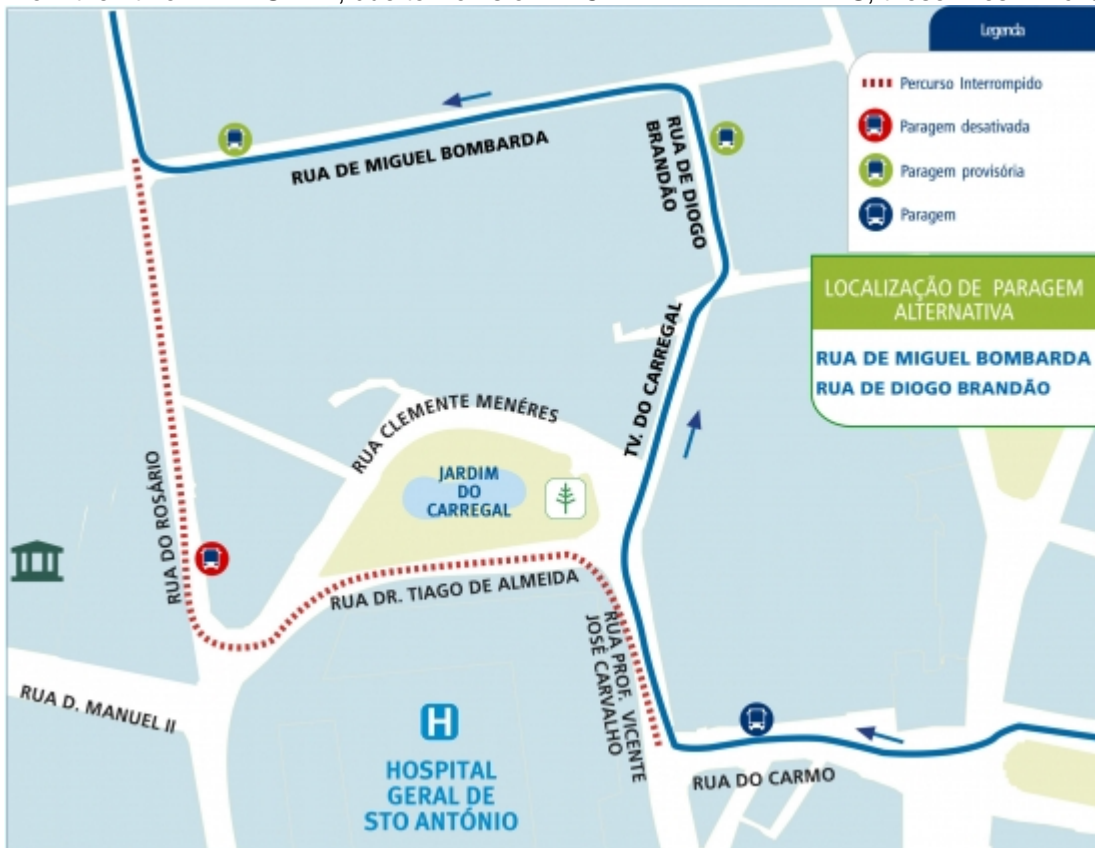 Legenda
Percurso Interrompido
Paragem desativada
Paragem provisória
Paragem
LOCALIZAÇÃO DE PARAGEM
ALTERNATIVA
RUA DE MIGUEL BOMBARDA
RUA DE DIOGO BRANDÃO
RUA DE MIGUEL BOMBARDA
RUA DE DIOGO
BRANDÃO
TV. DO CARREGAL
RUA CLEMENTE MENÉRES
JARDIM
DO
CARREGAL
RUA DO ROSÁRIO
RUA DR. TIAGO DE ALMEIDA
RUA PROF. VICENTE
JOSÉ CARVALHO
RUA D. MANUEL II
H
HOSPITAL
GERAL DE
STO ANTÓNIO
RUA DO CARMO